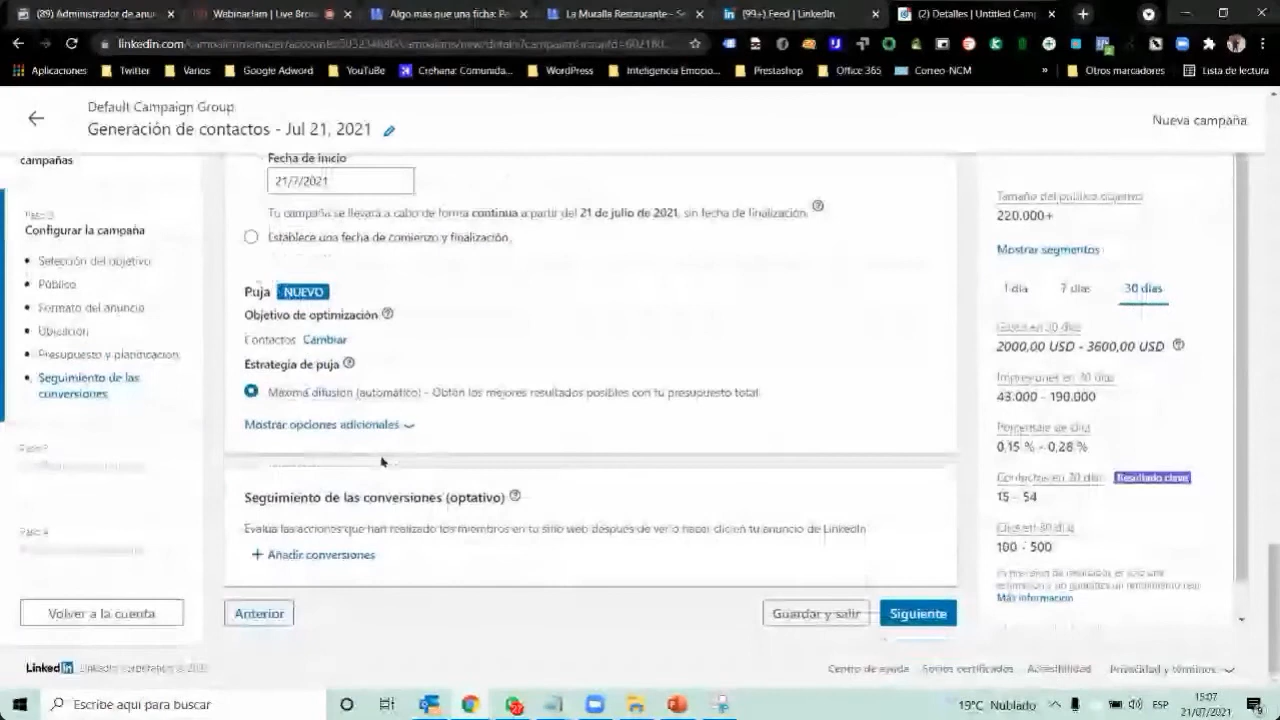 (89) Administrador de anu
WebinarJam | Live Bro
Algo más que una ficha: P
La Muralla Restaurante - S
(99+) Feed | LinkedIn
(2) Detalles | Untitled Cam
linkedin.com
Aplicaciones
Twitter
Varios
Google Adword
YouTube
Crehana: Comunida...
WordPress
Inteligencia Emocio...
Prestashop
Office 365
Correo-NCM
»
Otros marcadores
Lista de lectura
Default Campaign Group
Generación de contactos - Jul 21, 2021
Nueva campaña
campañas
Configurar la campaña
Selección del objetivo
Público
Formato del anuncio
Ubicación
Presupuesto y planificación
Seguimiento de las
conversiones
Volver a la cuenta
Fecha de inicio
21/7/2021
Tu campaña se llevará a cabo de forma continua a partir del 21 de julio de 2021, sin fecha de finalización.
Establece una fecha de comienzo y finalización.
Puja NUEVO
Objetivo de optimización
Contactos Cambiar
Estrategia de puja
Máxima difusión (automático) - Obtén los mejores resultados posibles con tu presupuesto total
Mostrar opciones adicionales
Seguimiento de las conversiones (optativo)
Evalúa las acciones que han realizado los miembros en tu sitio web después de ver o hacer clic en tu anuncio de LinkedIn
+ Añadir conversiones
Anterior
Guardar y salir
Siguiente
Tamaño del público objetivo
220.000+
Mostrar segmentos
1 día
7 días
30 días
2000,00 USD - 3600,00 USD
Impresiones en 30 días
43.000 - 190.000
Porcentaje de clics
0,15 % - 0,28 %
Resultado clave
15 - 54
100 - 500
Más información
LinkedIn
Centro de ayuda
Socios certificados
Accesibilidad
Privacidad y términos
Escribe aquí para buscar
19°C Nublado
ESP
15:07
21/07/2021